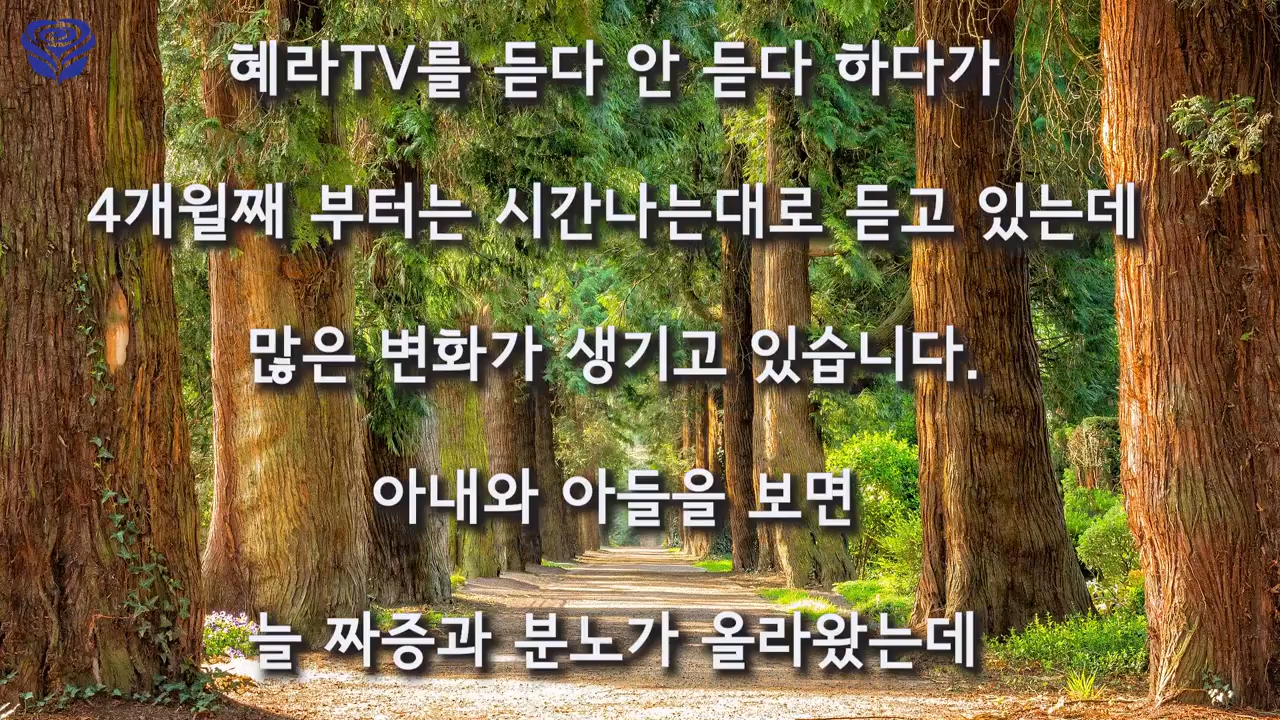 혜라TV를 듣다 안 듣다 하다가
4개월째 부터는 시간나는대로 듣고 있는데
많은 변화가 생기고 있습니다.
아내와 아들을 보면
늘 짜증과 분노가 올라왔는데